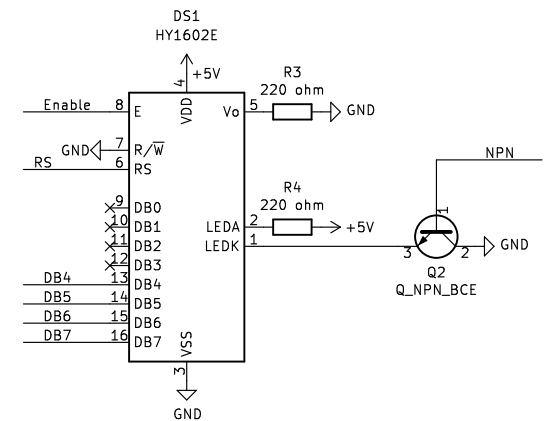 DS1
HY1602E
4
+5V
VDD
R3
220 ohm
Enable
8
E
Vo
5
GND
GND
7
R/W̅
RS
6
RS
NPN
1
9
DB0
10
DB1
11
DB2
12
DB3
R4
220 ohm
LEDA
2
+5V
LEDK
1
3
2
GND
Q2
Q_NPN_BCE
DB4
13
DB4
DB5
14
DB5
DB6
15
DB6
DB7
16
DB7
VSS
3
GND